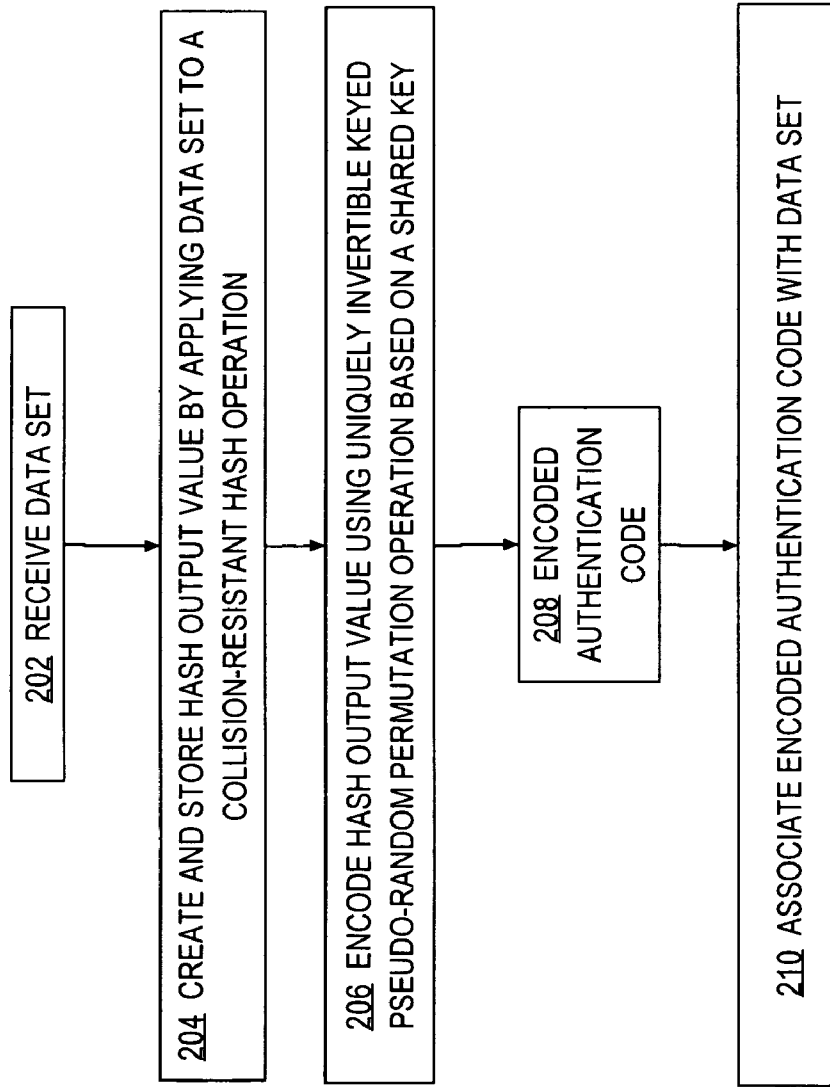 202 RECEIVE DATA SET
204 CREATE AND STORE HASH OUTPUT VALUE BY APPLYING DATA SET TO A
COLLISION-RESISTANT HASH OPERATION
206 ENCODE HASH OUTPUT VALUE USING UNIQUELY INVERTIBLE KEYED
PSEUDO-RANDOM PERMUTATION OPERATION BASED ON A SHARED KEY
208 ENCODED
AUTHENTICATION
CODE
210 ASSOCIATE ENCODED AUTHENTICATION CODE WITH DATA SET